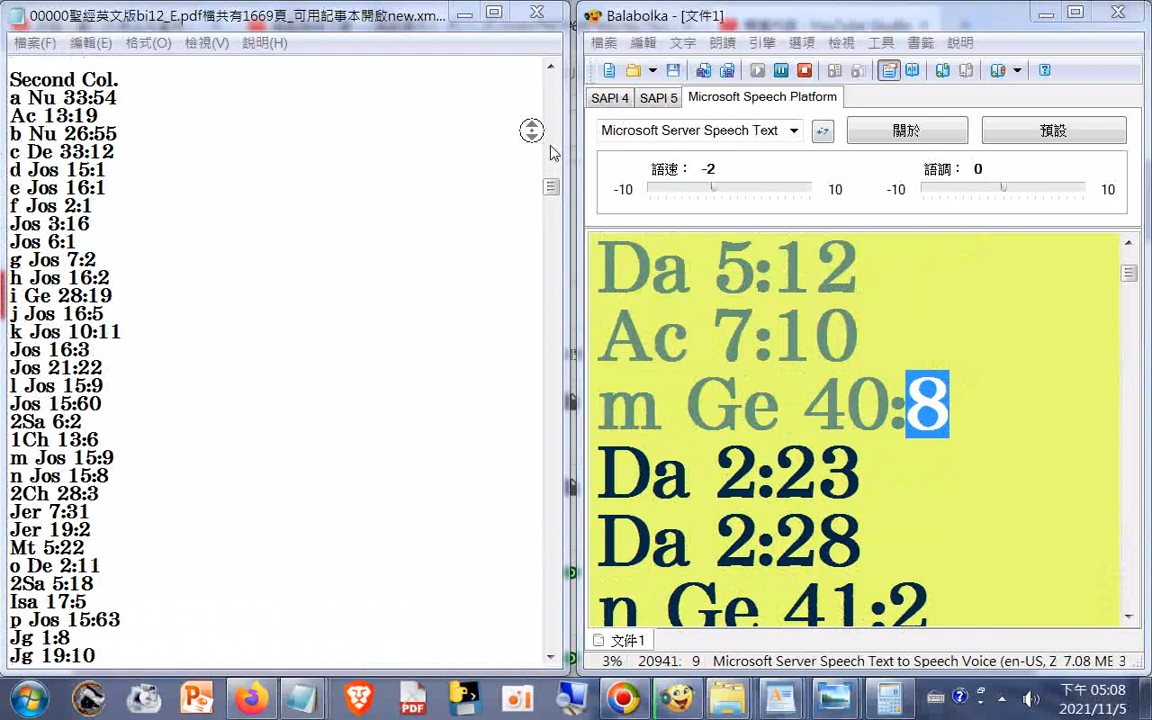 00000聖經英文版bi12_E.pdf檔共有1669頁_可用記事本開啟new.xm...
檔案(F) 編輯(E) 格式(O) 檢視(V) 說明(H)
Second Col.
a Nu 33:54
Ac 13:19
b Nu 26:55
c De 33:12
d Jos 15:1
e Jos 16:1
f Jos 2:1
Jos 3:16
Jos 6:1
g Jos 7:2
h Jos 16:2
i Ge 28:19
j Jos 16:5
k Jos 10:11
Jos 16:3
Jos 21:22
l Jos 15:9
Jos 15:60
2Sa 6:2
1Ch 13:6
m Jos 15:9
n Jos 15:8
2Ch 28:3
Jer 7:31
Jer 19:2
Mt 5:22
o De 2:11
2Sa 5:18
Isa 17:5
p Jos 15:63
Jg 1:8
Jg 19:10
Balabolka - [文件1]
檔案 編輯 文字 朗讀 引擎 選項 檢視 工具 書籤 說明
SAPI 4 SAPI 5 Microsoft Speech Platform
Microsoft Server Speech Text 關於 預設
語速： -2 語調： 0
-10 10 -10 10
Da 5:12
Ac 7:10
m Ge 40:8
Da 2:23
Da 2:28
n Ge 41:2
文件1
3% 20941: 9 Microsoft Server Speech Text to Speech Voice (en-US, Z 7.08 MB 3
PDF
下午 05:08
2021/11/5